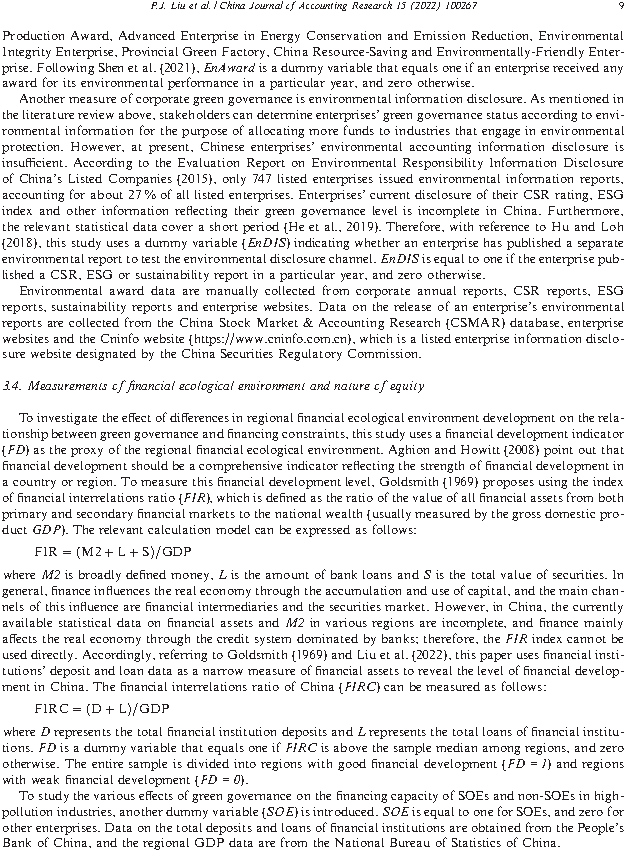 P.J. Liu et al. / China Journal of Accounting Research 15 (2022) 100267 9
Production Award, Advanced Enterprise in Energy Conservation and Emission Reduction, Environmental
Integrity Enterprise, Provincial Green Factory, China Resource-Saving and Environmentally-Friendly Enter-
prise. Following Shen et al. (2021), EnAward is a dummy variable that equals one if an enterprise received any
award for its environmental performance in a particular year, and zero otherwise.
Another measure of corporate green governance is environmental information disclosure. As mentioned in
the literature review above, stakeholders can determine enterprises' green governance status according to envi-
ronmental information for the purpose of allocating more funds to industries that engage in environmental
protection. However, at present, Chinese enterprises' environmental accounting information disclosure is
insufficient. According to the Evaluation Report on Environmental Responsibility Information Disclosure
of China's Listed Companies (2015), only 747 listed enterprises issued environmental information reports,
accounting for about 27 % of all listed enterprises. Enterprises' current disclosure of their CSR rating, ESG
index and other information reflecting their green governance level is incomplete in China. Furthermore,
the relevant statistical data cover a short period (He et al., 2019). Therefore, with reference to Hu and Loh
(2018), this study uses a dummy variable (EnDIS) indicating whether an enterprise has published a separate
environmental report to test the environmental disclosure channel. EnDIS is equal to one if the enterprise pub-
lished a CSR, ESG or sustainability report in a particular year, and zero otherwise.
Environmental award data are manually collected from corporate annual reports, CSR reports, ESG
reports, sustainability reports and enterprise websites. Data on the release of an enterprise's environmental
reports are collected from the China Stock Market & Accounting Research (CSMAR) database, enterprise
websites and the Cninfo website (https://www.cninfo.com.cn), which is a listed enterprise information disclo-
sure website designated by the China Securities Regulatory Commission.
3.4. Measurements of financial ecological environment and nature of equity
To investigate the effect of differences in regional financial ecological environment development on the rela-
tionship between green governance and financing constraints, this study uses a financial development indicator
(FD) as the proxy of the regional financial ecological environment. Aghion and Howitt (2008) point out that
financial development should be a comprehensive indicator reflecting the strength of financial development in
a country or region. To measure this financial development level, Goldsmith (1969) proposes using the index
of financial interrelations ratio (FIR), which is defined as the ratio of the value of all financial assets from both
primary and secondary financial markets to the national wealth (usually measured by the gross domestic pro-
duct GDP). The relevant calculation model can be expressed as follows:
FIR = (M2 + L + S)/GDP
where M2 is broadly defined money, L is the amount of bank loans and S is the total value of securities. In
general, finance influences the real economy through the accumulation and use of capital, and the main chan-
nels of this influence are financial intermediaries and the securities market. However, in China, the currently
available statistical data on financial assets and M2 in various regions are incomplete, and finance mainly
affects the real economy through the credit system dominated by banks; therefore, the FIR index cannot be
used directly. Accordingly, referring to Goldsmith (1969) and Liu et al. (2022), this paper uses financial insti-
tutions' deposit and loan data as a narrow measure of financial assets to reveal the level of financial develop-
ment in China. The financial interrelations ratio of China (FIRC) can be measured as follows:
FIRC = (D + L)/GDP
where D represents the total financial institution deposits and L represents the total loans of financial institu-
tions. FD is a dummy variable that equals one if FIRC is above the sample median among regions, and zero
otherwise. The entire sample is divided into regions with good financial development (FD = 1) and regions
with weak financial development (FD = 0).
To study the various effects of green governance on the financing capacity of SOEs and non-SOEs in high-
pollution industries, another dummy variable (SOE) is introduced. SOE is equal to one for SOEs, and zero for
other enterprises. Data on the total deposits and loans of financial institutions are obtained from the People's
Bank of China, and the regional GDP data are from the National Bureau of Statistics of China.